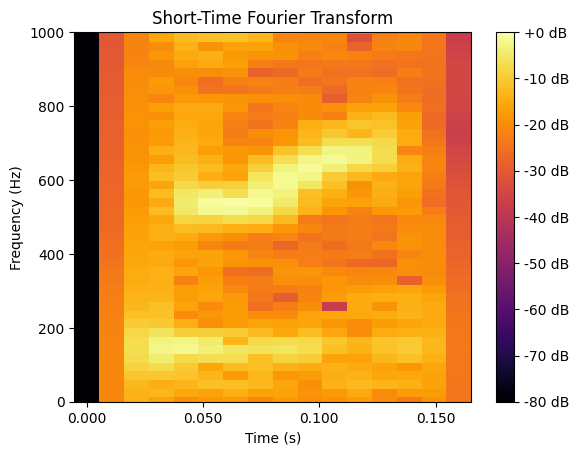 Short-Time Fourier Transform
1000
800
600
400
200
0
Frequency (Hz)
0.000
0.050
0.100
0.150
Time (s)
+0 dB
-10 dB
-20 dB
-30 dB
-40 dB
-50 dB
-60 dB
-70 dB
-80 dB